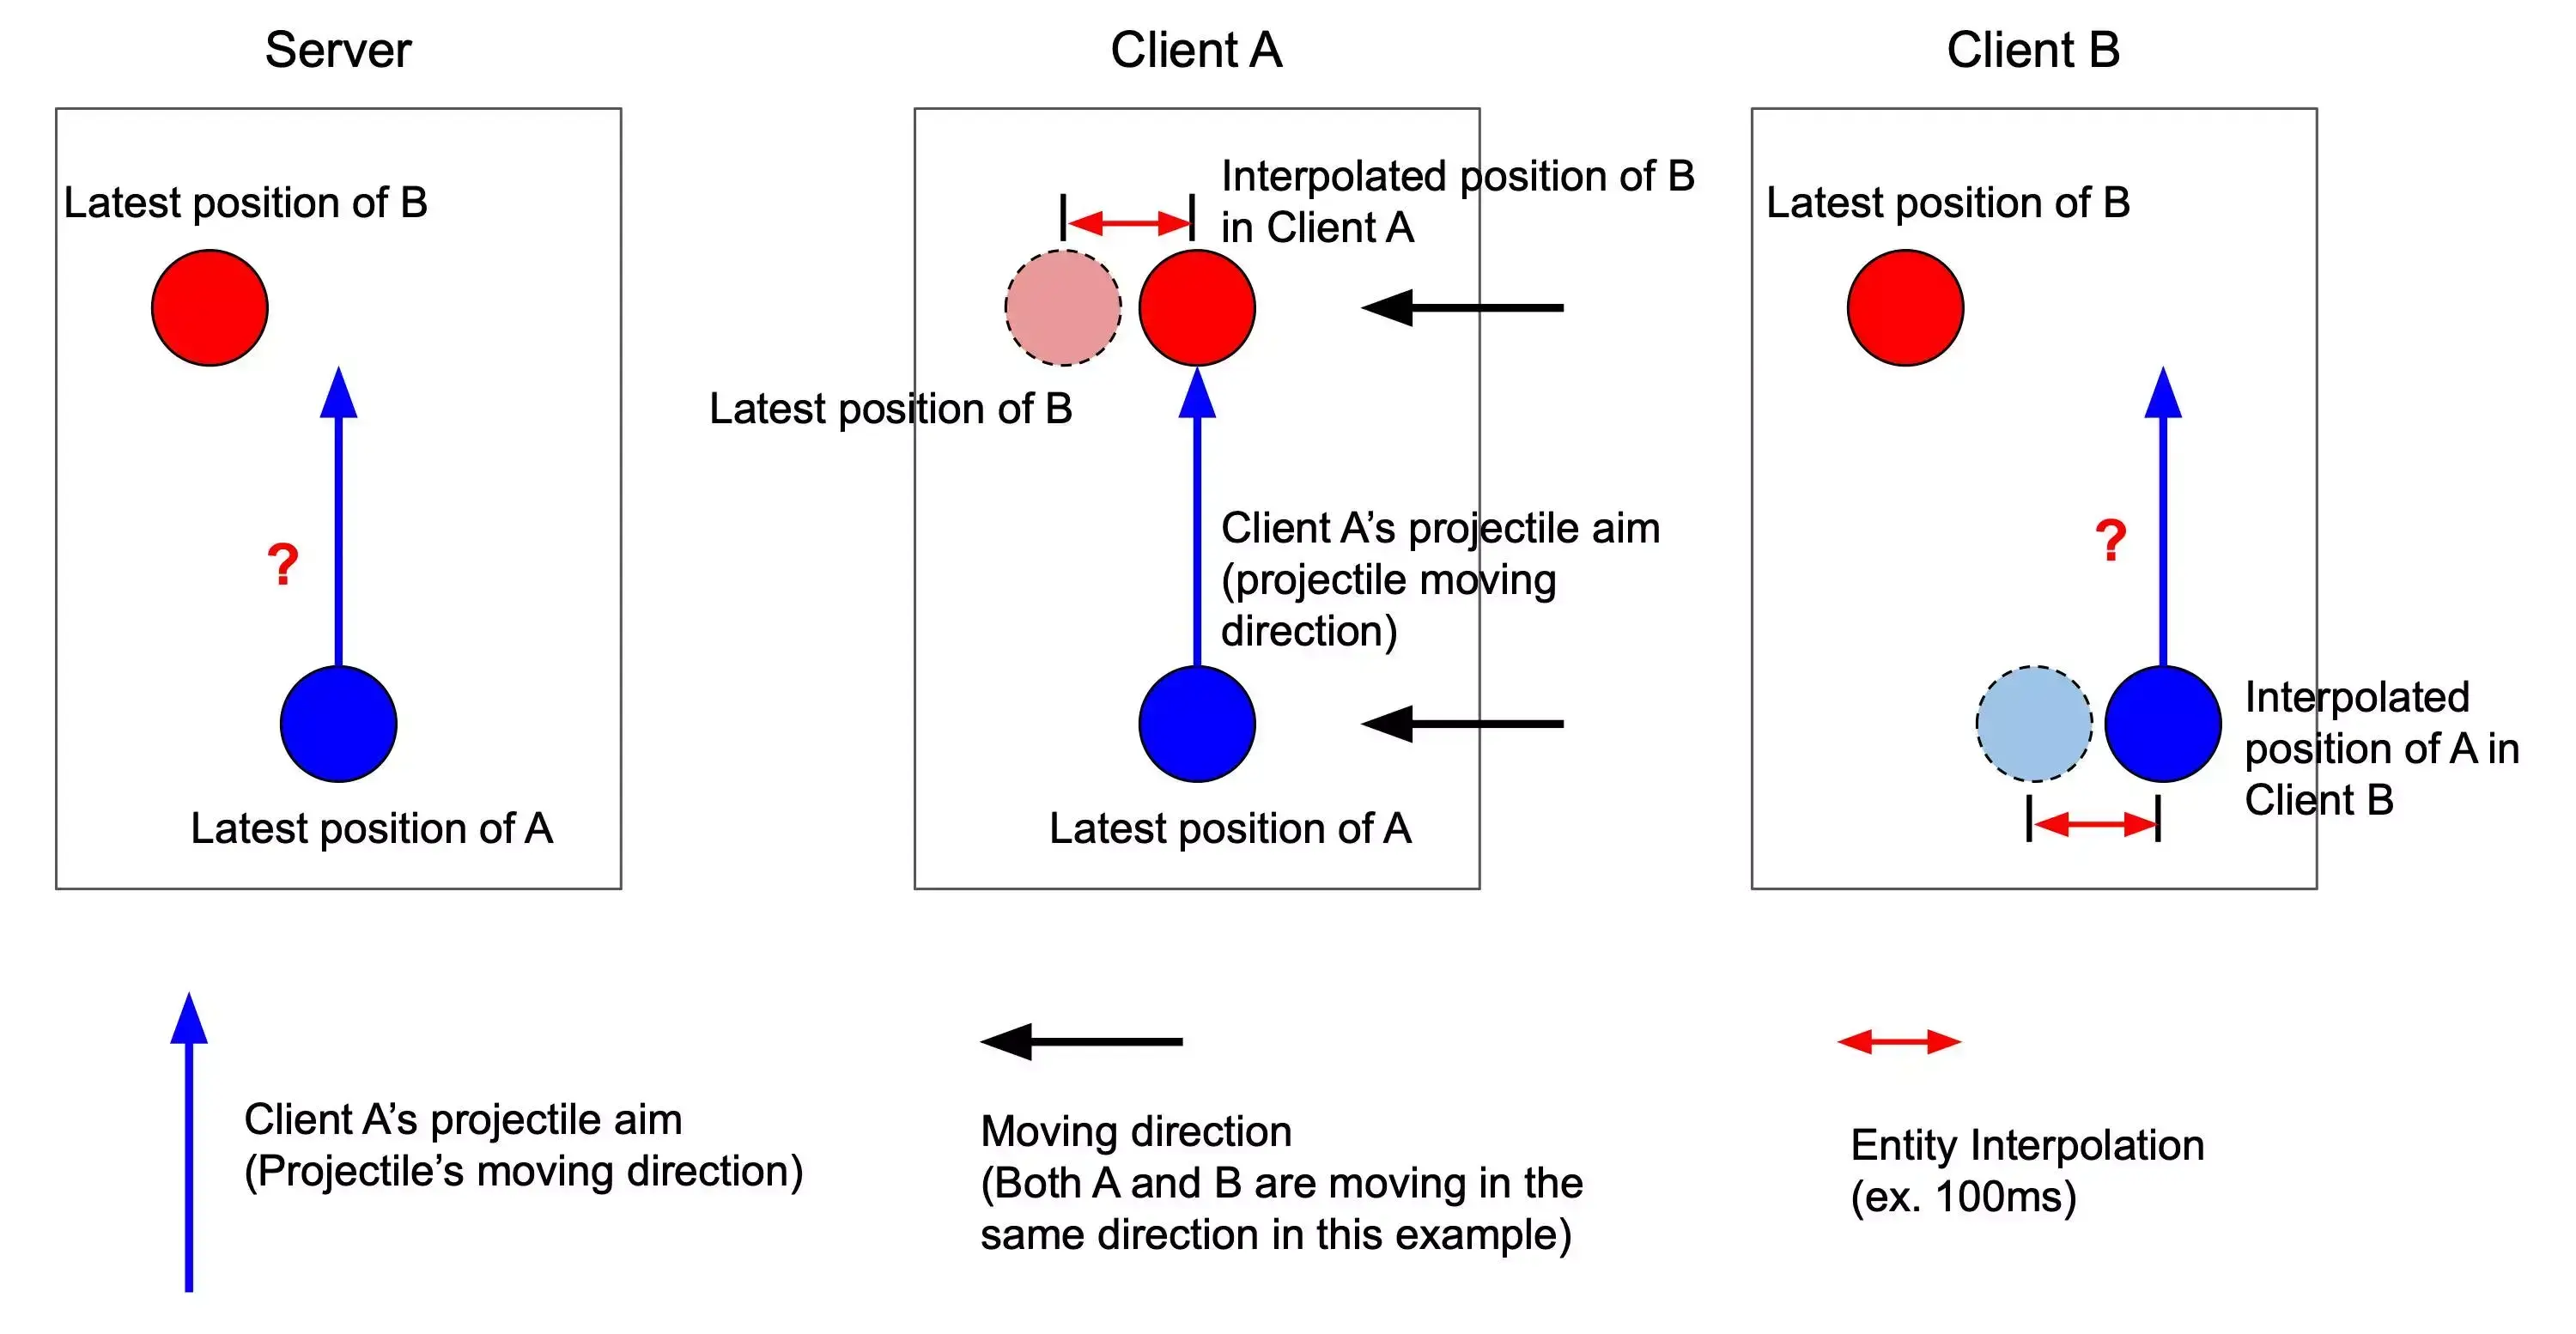 Server
Client A
Client B
Latest position of B
Interpolated position of B
in Client A
Latest position of B
Latest position of B
Client A’s projectile aim
(projectile moving
direction)
?
?
Latest position of A
Latest position of A
Interpolated
position of A in
Client B
Client A’s projectile aim
(Projectile’s moving direction)
Moving direction
(Both A and B are moving in the
same direction in this example)
Entity Interpolation
(ex. 100ms)